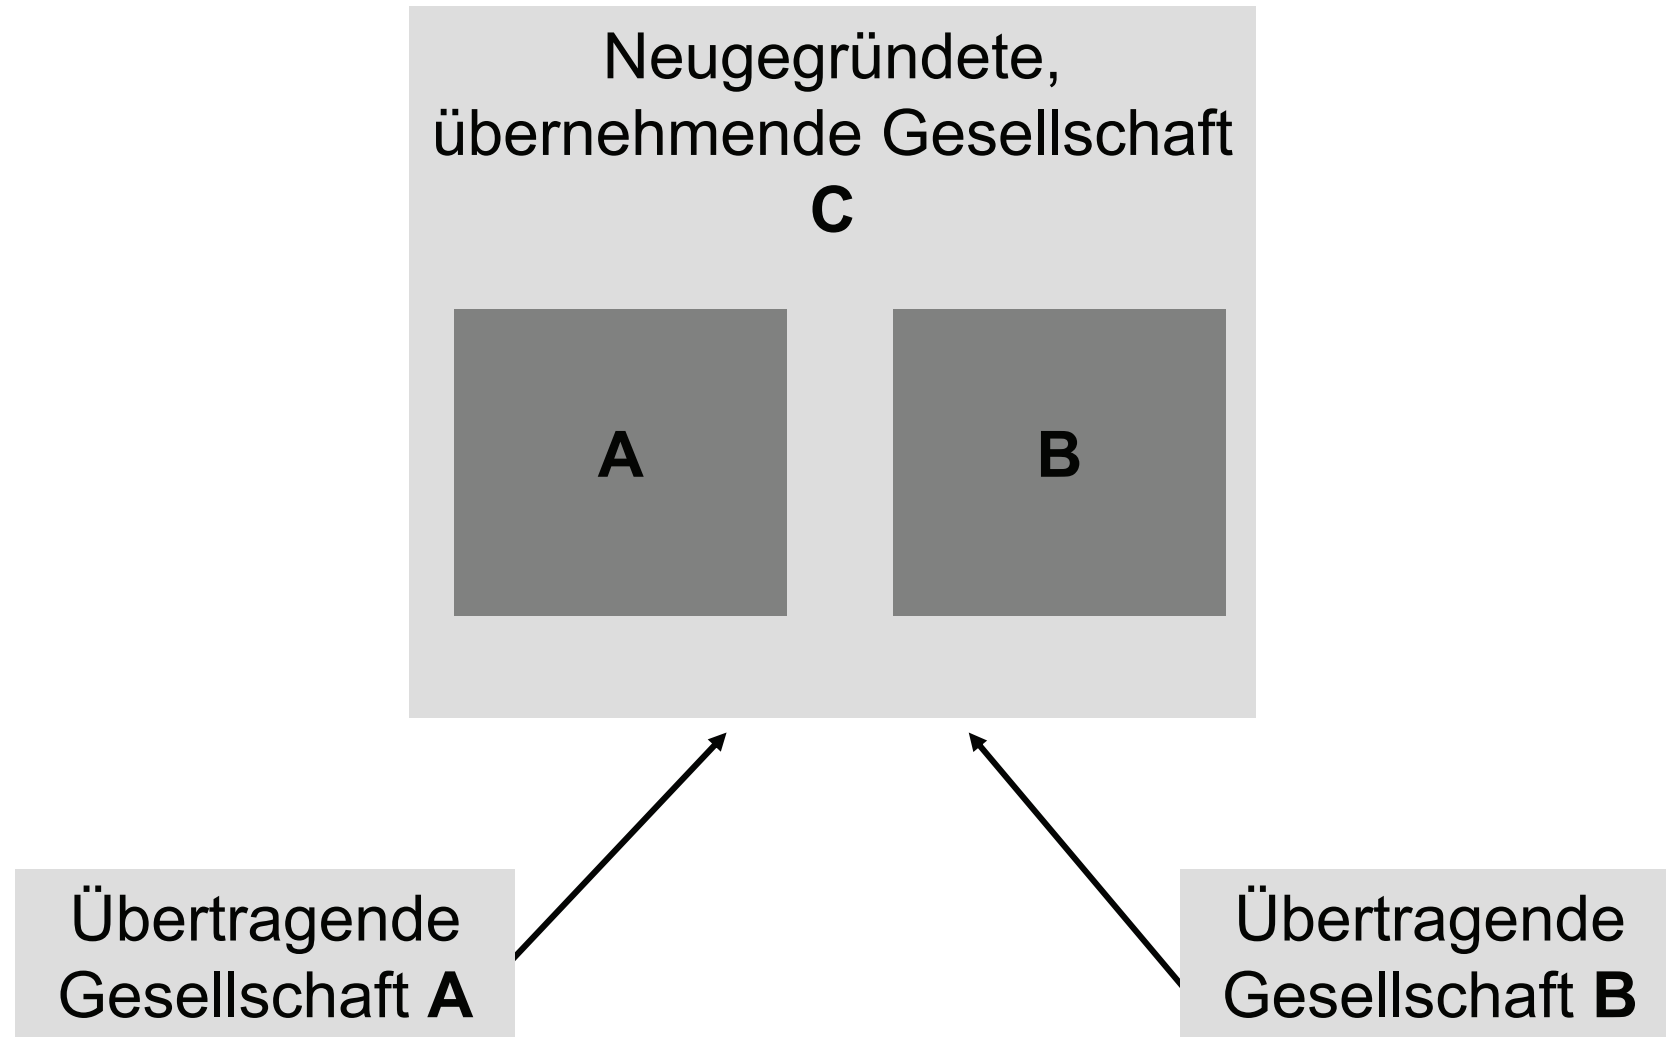 Neugegründete,
übernehmende Gesellschaft
C
A
B
Übertragende
Gesellschaft A
Übertragende
Gesellschaft B